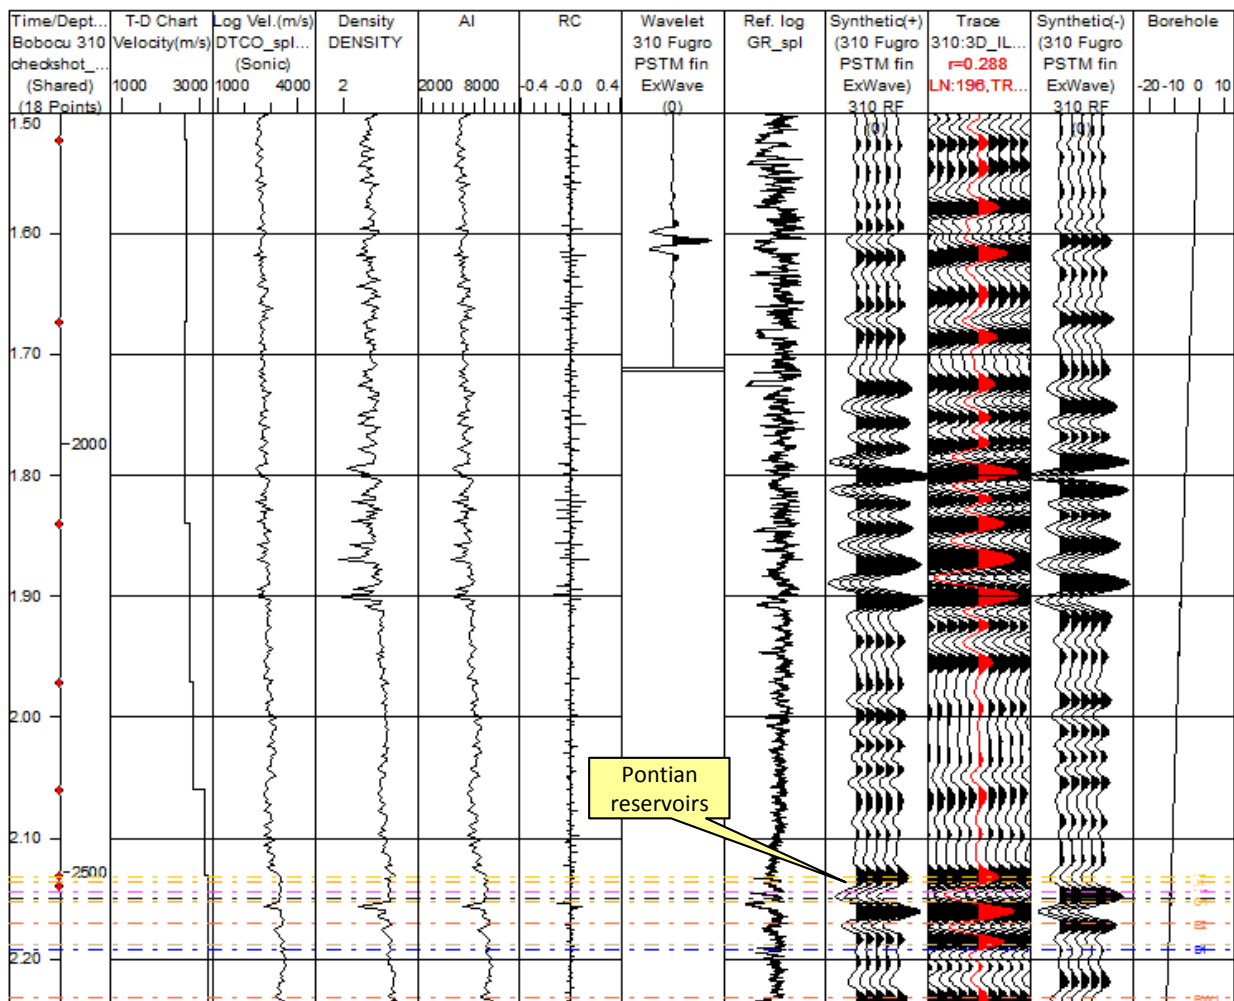 Time/Dept...
Bobocu 310
checkshot_...
(Shared)
(18 Points)
T-D Chart
Velocity(m/s)
1000 3000
Log Vel.(m/s)
DTCO_spl...
(Sonic)
1000 4000
Density
DENSITY
2
AI
2000 8000
RC
-0.4 -0.0 0.4
Wavelet
310 Fugro
PSTM fin
ExWave
(0)
Ref. log
GR_spl
Synthetic(+)
(310 Fugro
PSTM fin
ExWave)
310 RF
(0)
Trace
310:3D_IL...
r=0.288
LN:196,TR...
Synthetic(-)
(310 Fugro
PSTM fin
ExWave)
310 RF
(0)
Borehole
-20 -10 0 10
1.50
1.60
1.70
2000
1.80
1.90
2.00
2.10
2500
2.20
Pontian
reservoirs